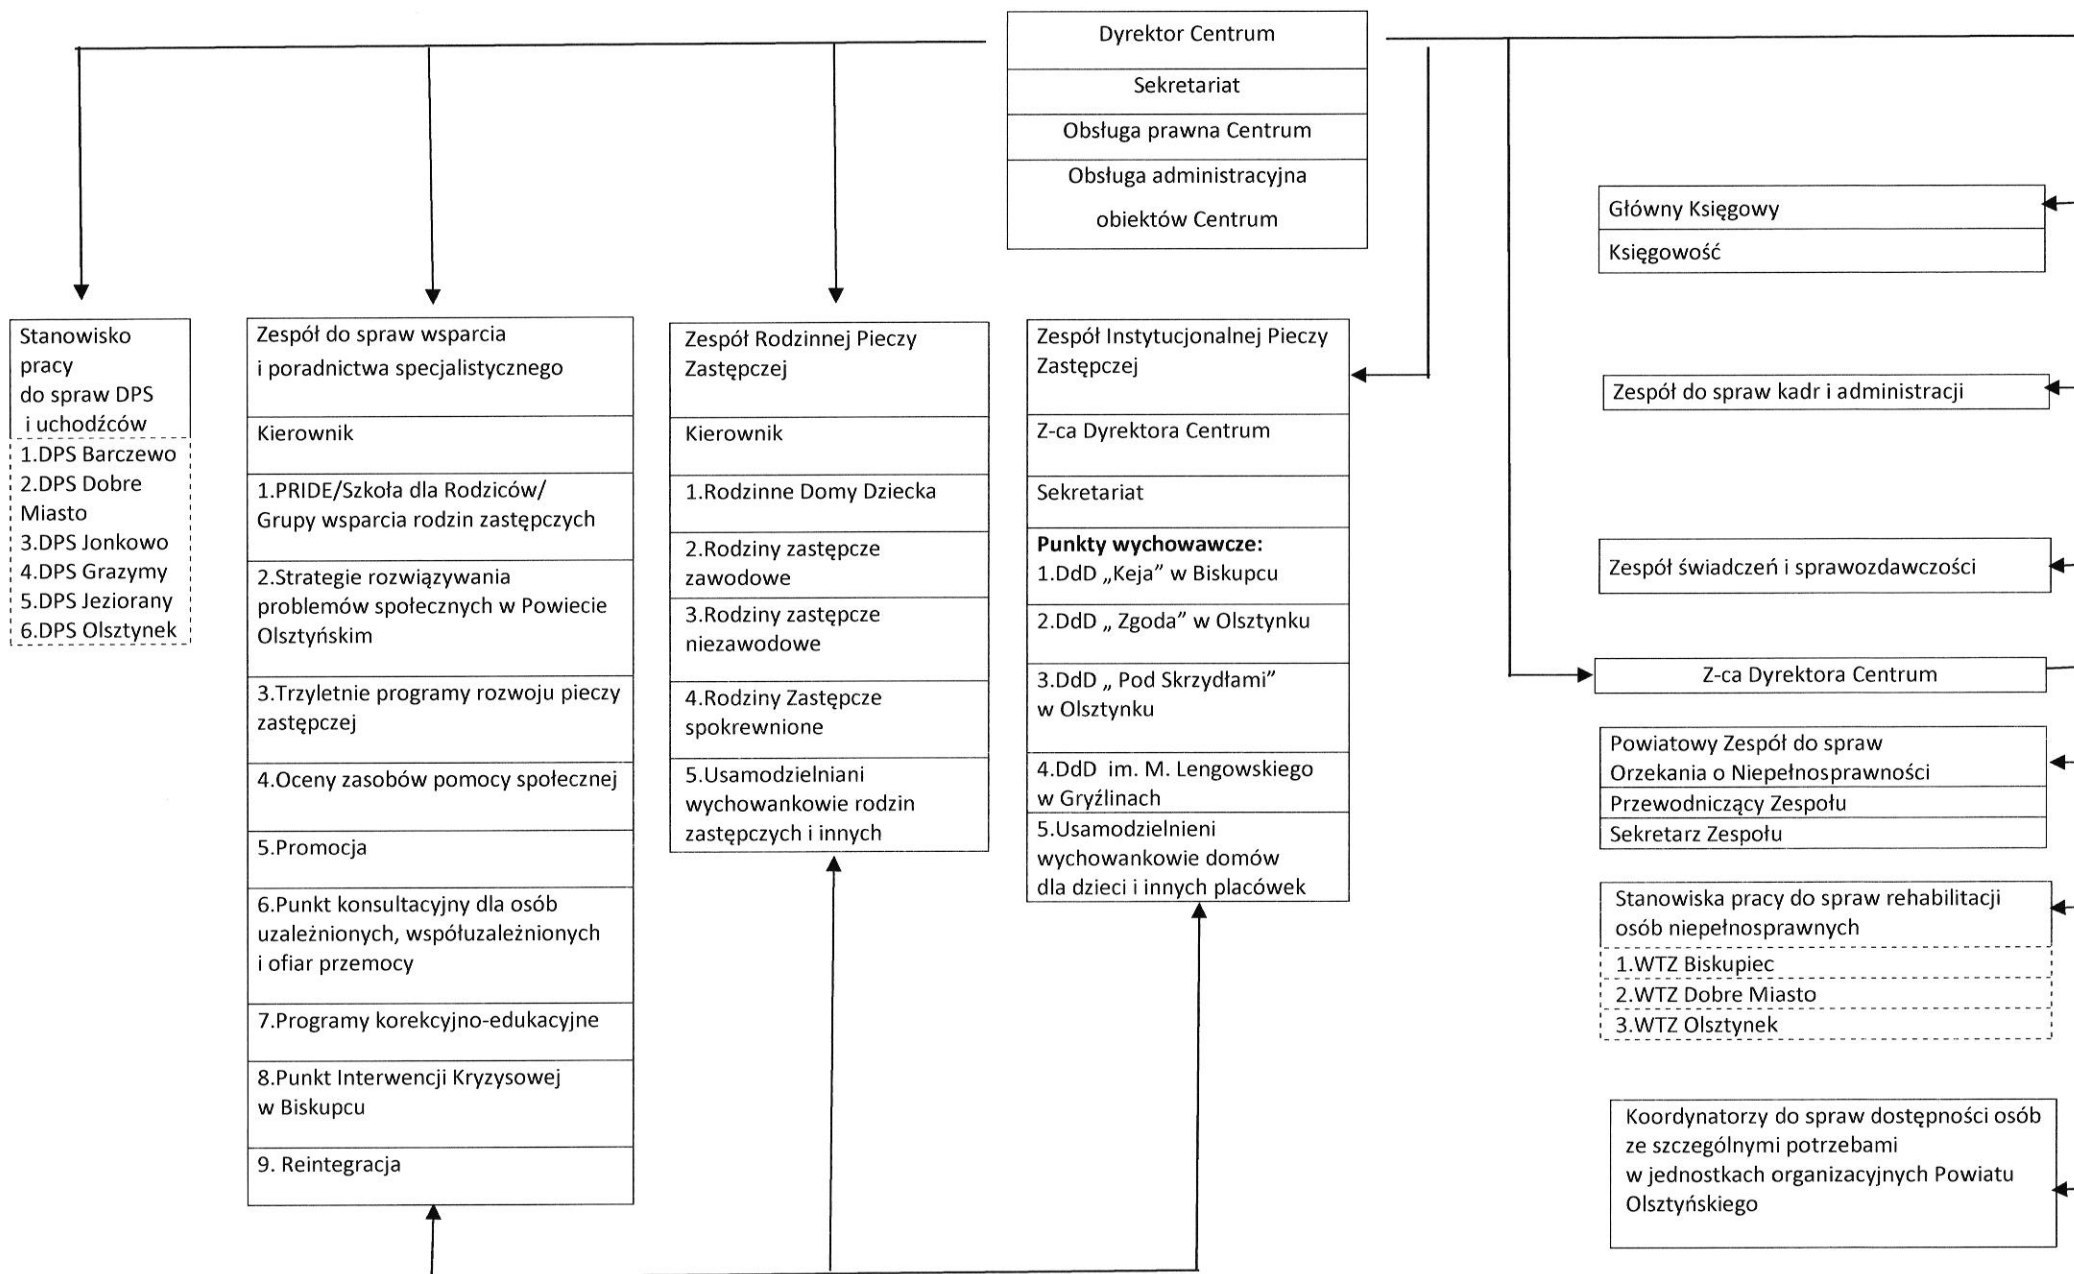 Dyrektor Centrum
Sekretariat
Obsługa prawna Centrum
Obsługa administracyjna
obiektów Centrum
Stanowisko
pracy
do spraw DPS
i uchodźców
1.DPS Barczewo
2.DPS Dobre
Miasto
3.DPS Jonkowo
4.DPS Grazymy
5.DPS Jeziorany
6.DPS Olsztynek
Zespół do spraw wsparcia
i poradnictwa specjalistycznego
Kierownik
1.PRIDE/Szkoła dla Rodziców/
Grupy wsparcia rodzin zastępczych
2.Strategie rozwiązywania
problemów społecznych w Powiecie
Olsztyńskim
3.Trzyletnie programy rozwoju pieczy
zastępczej
4.Oceny zasobów pomocy społecznej
5.Promocja
6.Punkt konsultacyjny dla osób
uzależnionych, współuzależnionych
i ofiar przemocy
7.Programy korekcyjno-edukacyjne
8.Punkt Interwencji Kryzysowej
w Biskupcu
9. Reintegracja
Zespół Rodzinnej Pieczy
Zastępczej
Kierownik
1.Rodzinne Domy Dziecka
2.Rodziny zastępcze
zawodowe
3.Rodziny zastępcze
niezawodowe
4.Rodziny Zastępcze
spokrewnione
5.Usamodzielniani
wychowankowie rodzin
zastępczych i innych
Zespół Instytucjonalnej Pieczy
Zastępczej
Z-ca Dyrektora Centrum
Sekretariat
Punkty wychowawcze:
1.DdD „Keja” w Biskupcu
2.DdD „ Zgoda” w Olsztynku
3.DdD „ Pod Skrzydłami”
w Olsztynku
4.DdD  im. M. Lengowskiego
w Gryźlinach
5.Usamodzielnieni
wychowankowie domów
dla dzieci i innych placówek
Główny Księgowy
Księgowość
Zespół do spraw kadr i administracji
Zespół świadczeń i sprawozdawczości
Z-ca Dyrektora Centrum
Powiatowy Zespół do spraw
Orzekania o Niepełnosprawności
Przewodniczący Zespołu
Sekretarz Zespołu
Stanowiska pracy do spraw rehabilitacji
osób niepełnosprawnych
1.WTZ Biskupiec
2.WTZ Dobre Miasto
3.WTZ Olsztynek
Koordynatorzy do spraw dostępności osób
ze szczególnymi potrzebami
w jednostkach organizacyjnych Powiatu
Olsztyńskiego